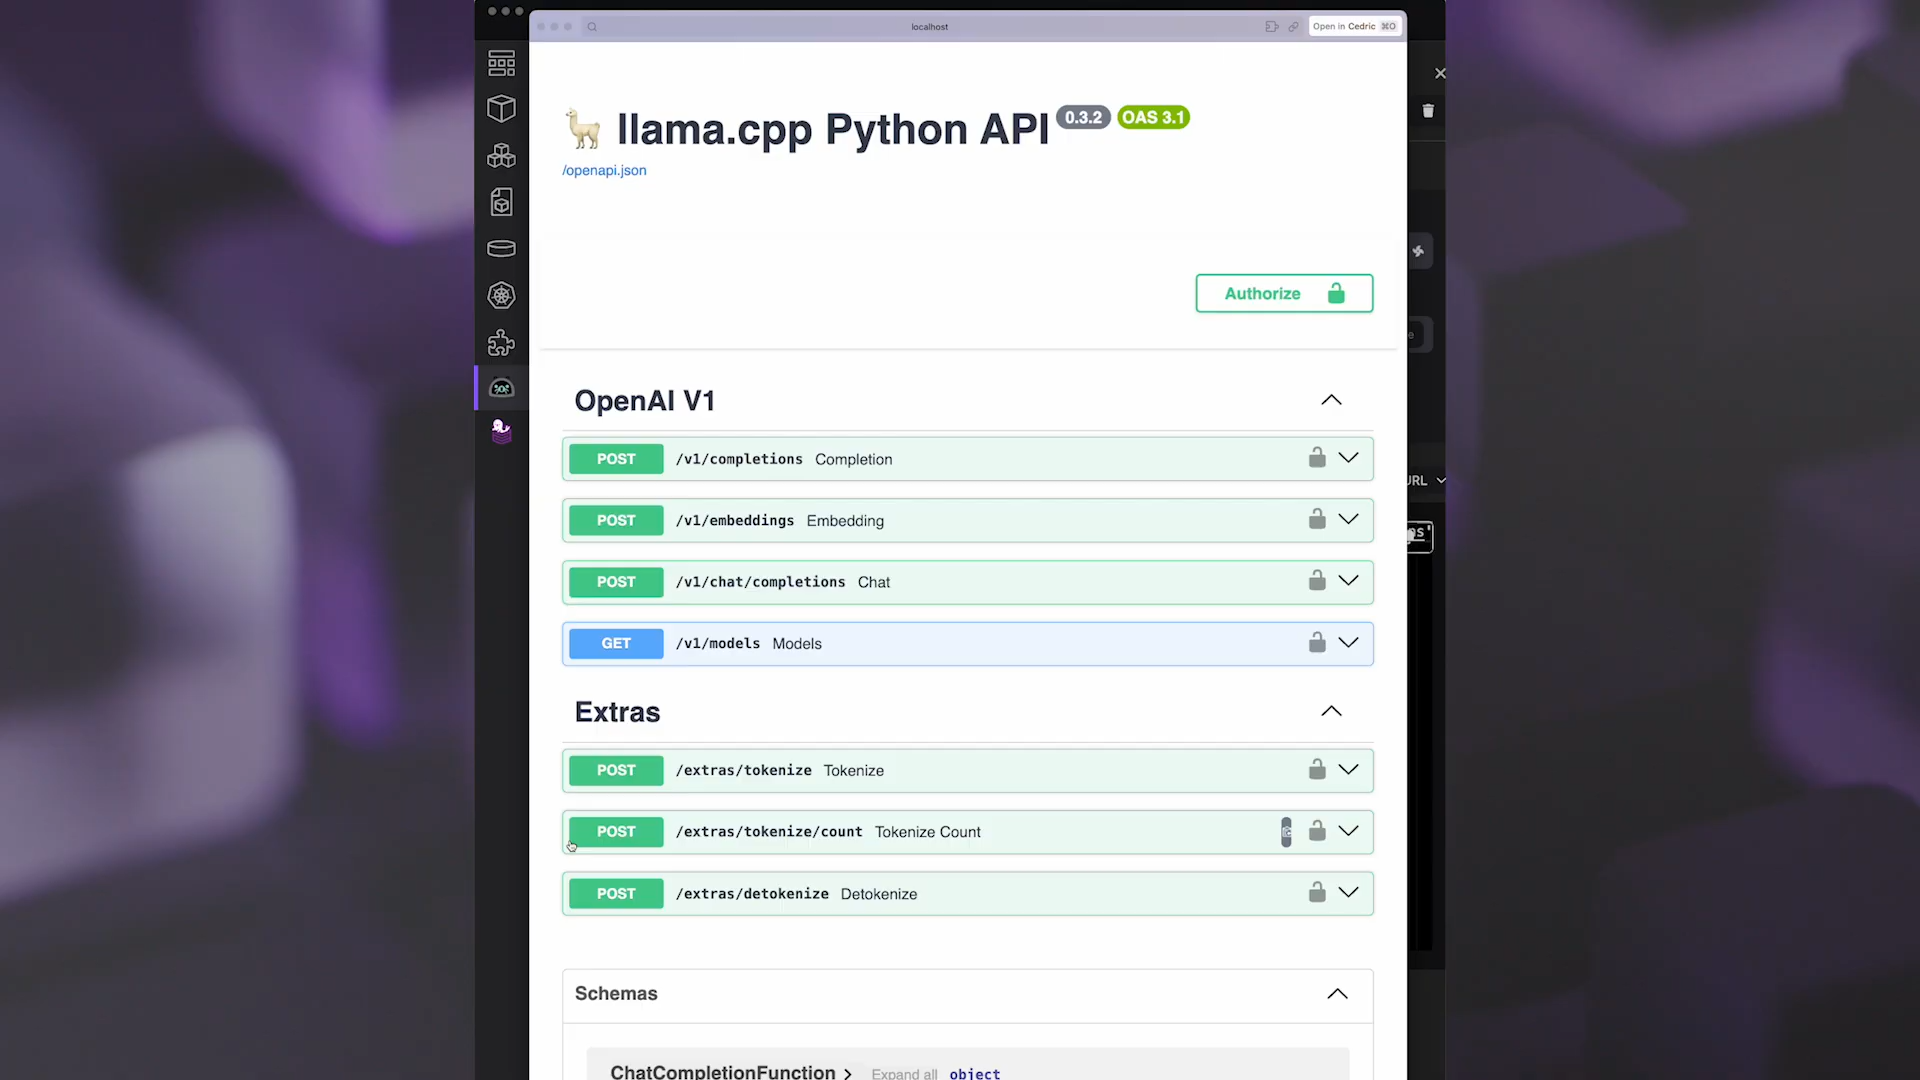 localhost
Open in Cedric ⌘O
llama.cpp Python API 0.3.2 OAS 3.1
/openapi.json
Authorize
OpenAI V1
POST /v1/completions Completion
POST /v1/embeddings Embedding
POST /v1/chat/completions Chat
GET /v1/models Models
Extras
POST /extras/tokenize Tokenize
POST /extras/tokenize/count Tokenize Count
POST /extras/detokenize Detokenize
Schemas
ChatCompletionFunction Expand all object